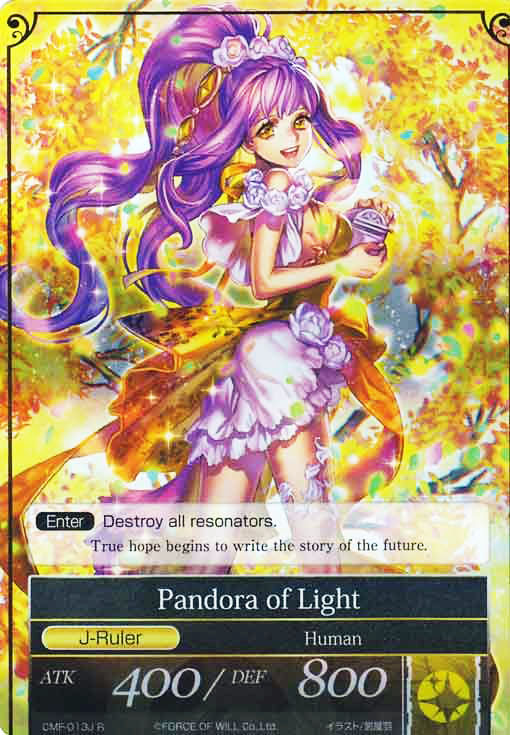 Enter Destroy all resonators.
True hope begins to write the story of the future.
Pandora of Light
J-Ruler Human
ATK 400 / DEF 800
CMF-013J R ©FORCE OF WILL Co.,Ltd. イラスト/